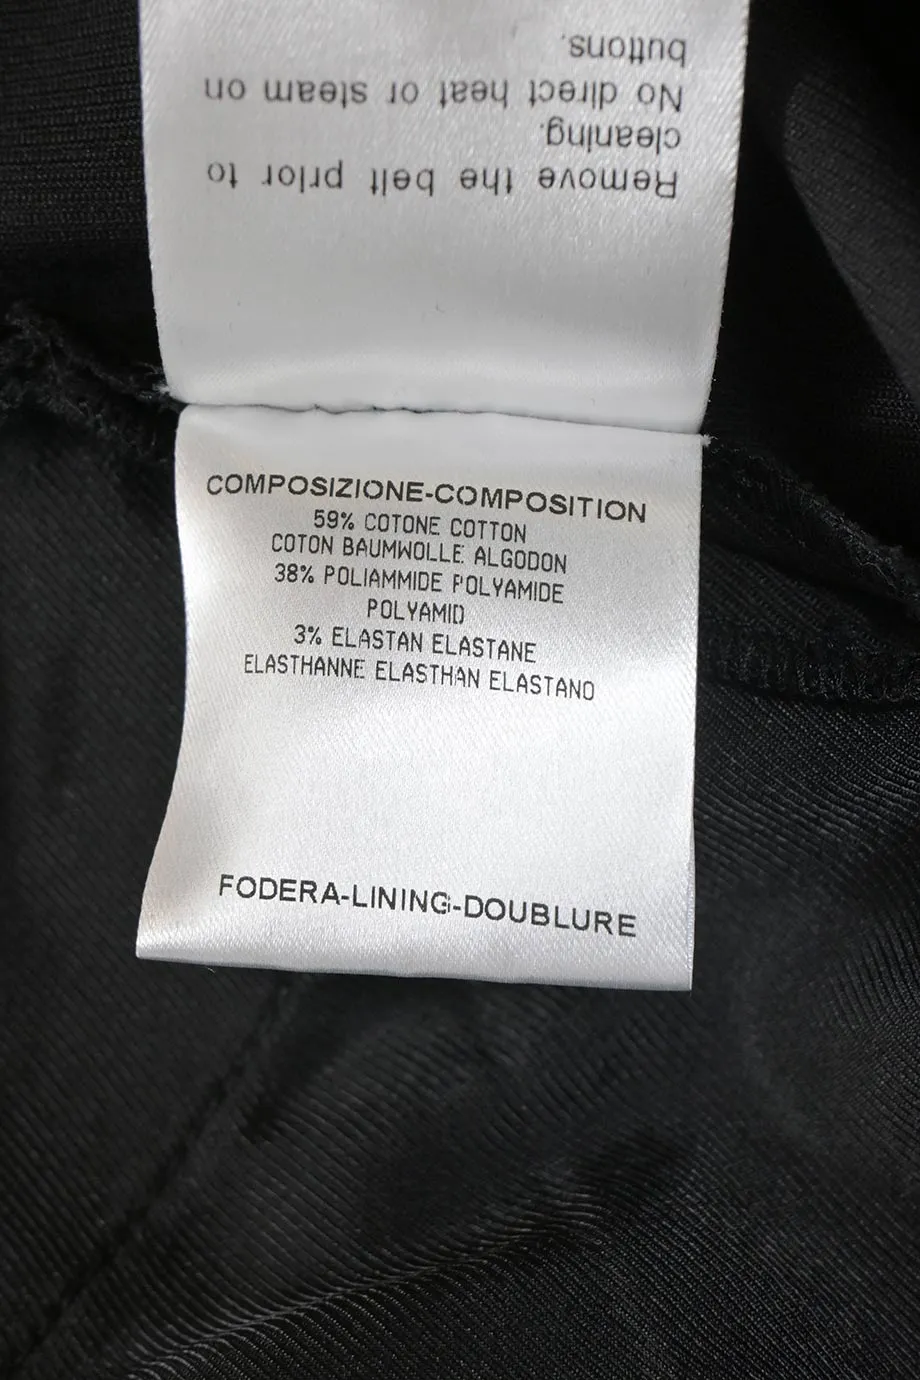 Remove the belt prior to
cleaning.
No direct heat or steam on
buttons.
COMPOSIZIONE-COMPOSITION
59% COTONE COTTON
COTON BAUMWOLLE ALGODON
38% POLIAMMIDE POLYAMIDE
POLYAMID
3% ELASTAN ELASTANE
ELASTHANNE ELASTHAN ELASTANO
FODERA-LINING-DOUBLURE